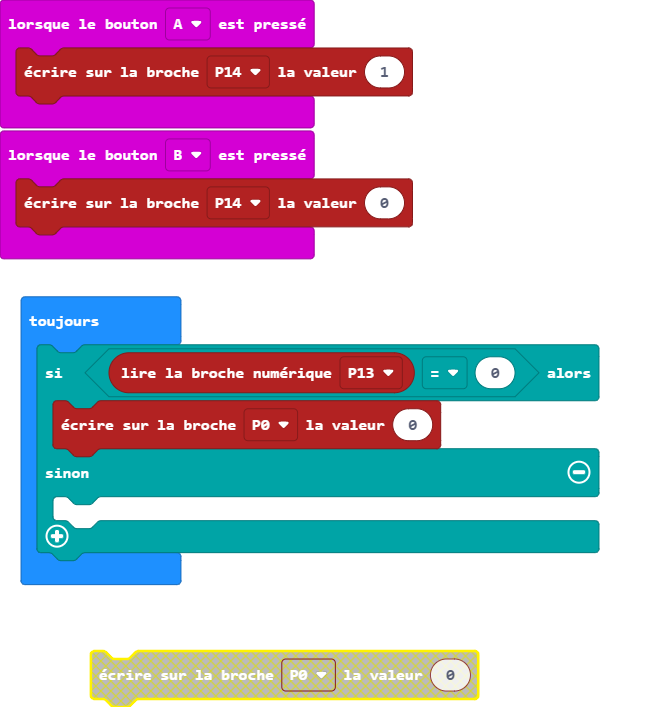 lorsque le bouton A est pressé
écrire sur la broche P14 la valeur 1
lorsque le bouton B est pressé
écrire sur la broche P14 la valeur 0
toujours
si lire la broche numérique P13 = 0 alors
écrire sur la broche P0 la valeur 0
sinon
écrire sur la broche P0 la valeur 0